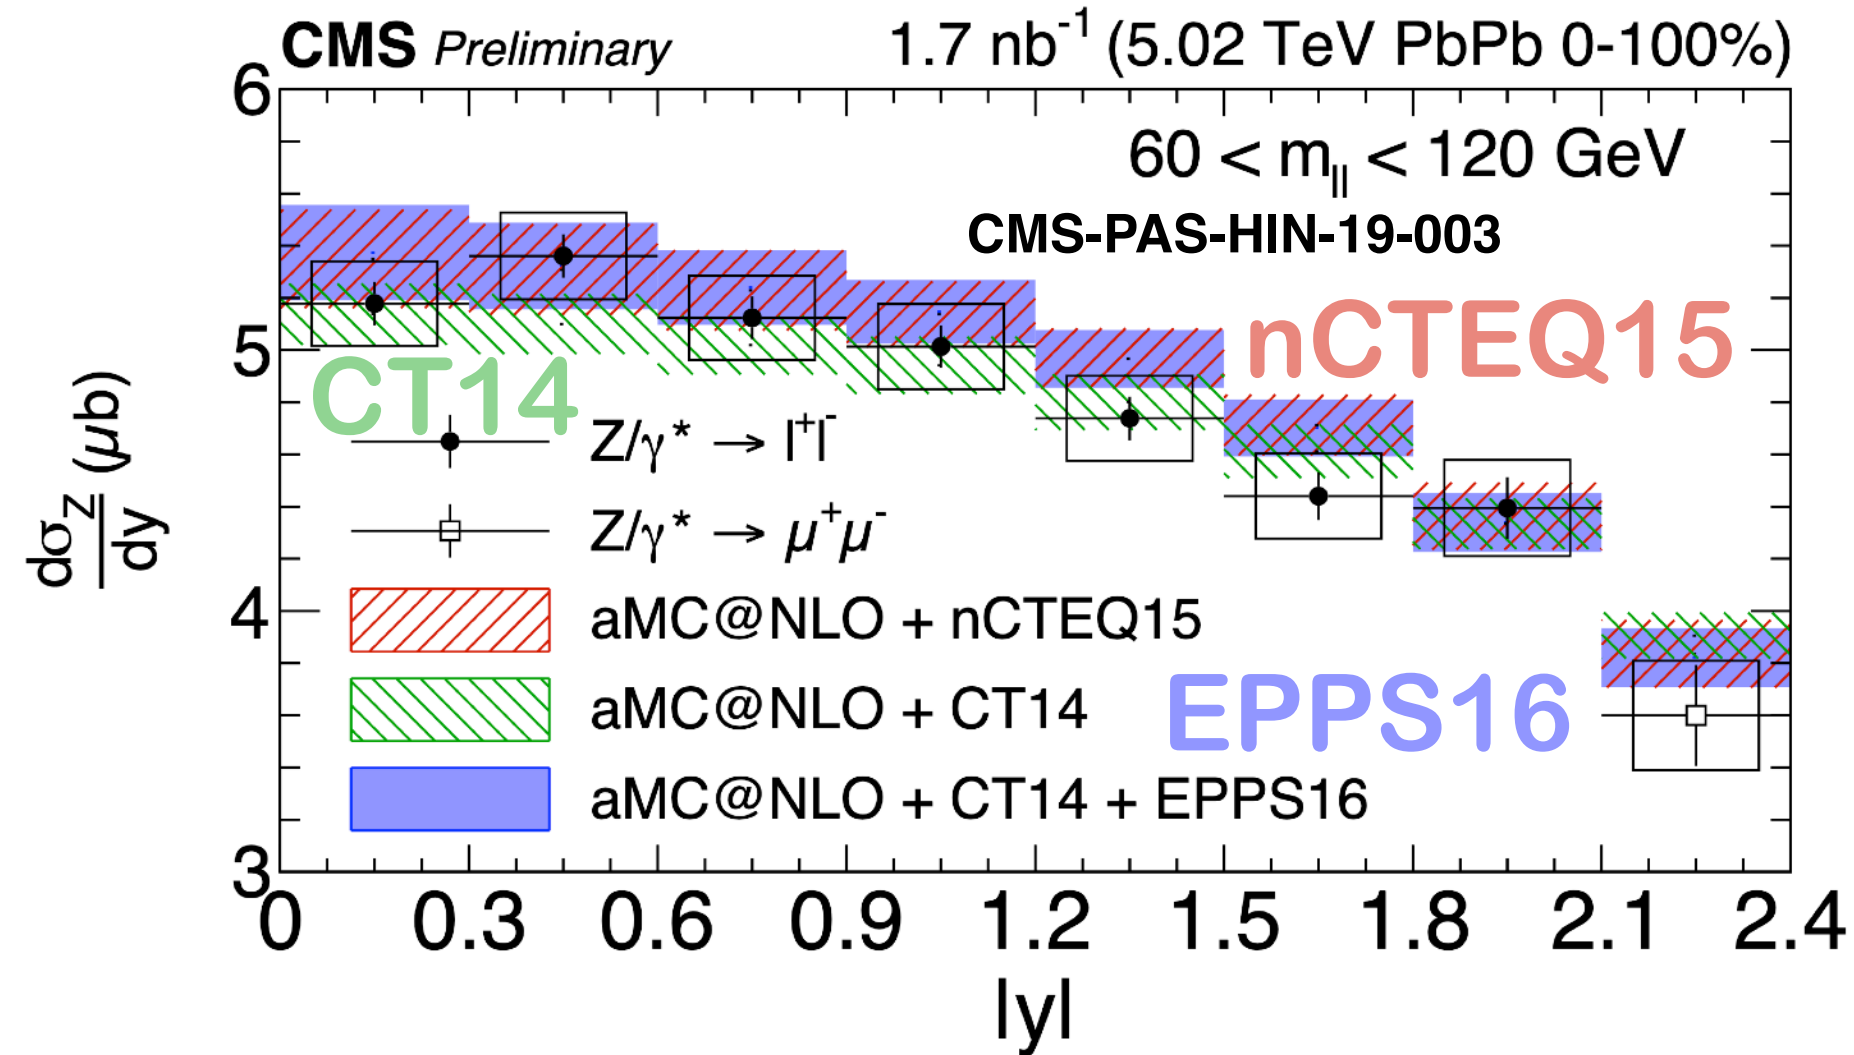 CMS Preliminary 1.7 nb⁻¹ (5.02 TeV PbPb 0-100%)
60 < m_ll < 120 GeV
CMS-PAS-HIN-19-003
nCTEQ15
CT14
Z/γ* → l⁺l⁻
Z/γ* → μ⁺μ⁻
aMC@NLO + nCTEQ15
aMC@NLO + CT14
EPPS16
aMC@NLO + CT14 + EPPS16
dσ_Z/dy (μb)
6
5
4
3
0 0.3 0.6 0.9 1.2 1.5 1.8 2.1 2.4
|y|